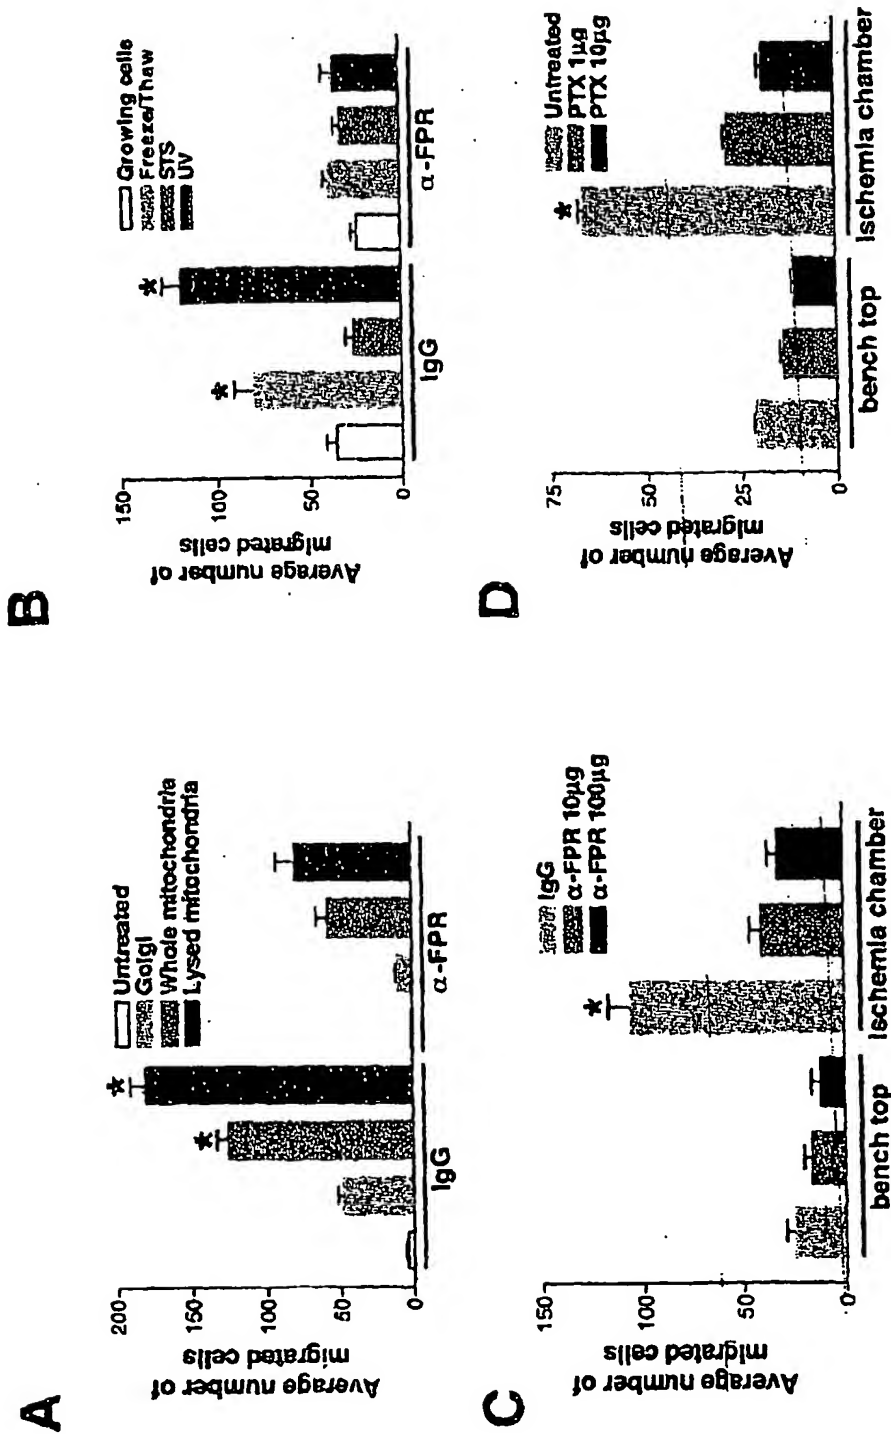 A
Average number of
migrated cells
200
150
100
50
0
Untreated
Golgi
Whole mitochondria
Lysed mitochondria
*
*
IgG
α-FPR
B
Average number of
migrated cells
150
100
50
0
Growing cells
Freeze/Thaw
STS
UV
*
*
IgG
α-FPR
C
Average number of
migrated cells
150
100
50
0
IgG
α-FPR 10µg
α-FPR 100µg
*
bench top
Ischemia chamber
D
Average number of
migrated cells
75
50
25
0
Untreated
PTX 1µg
PTX 10µg
*
bench top
Ischemia chamber